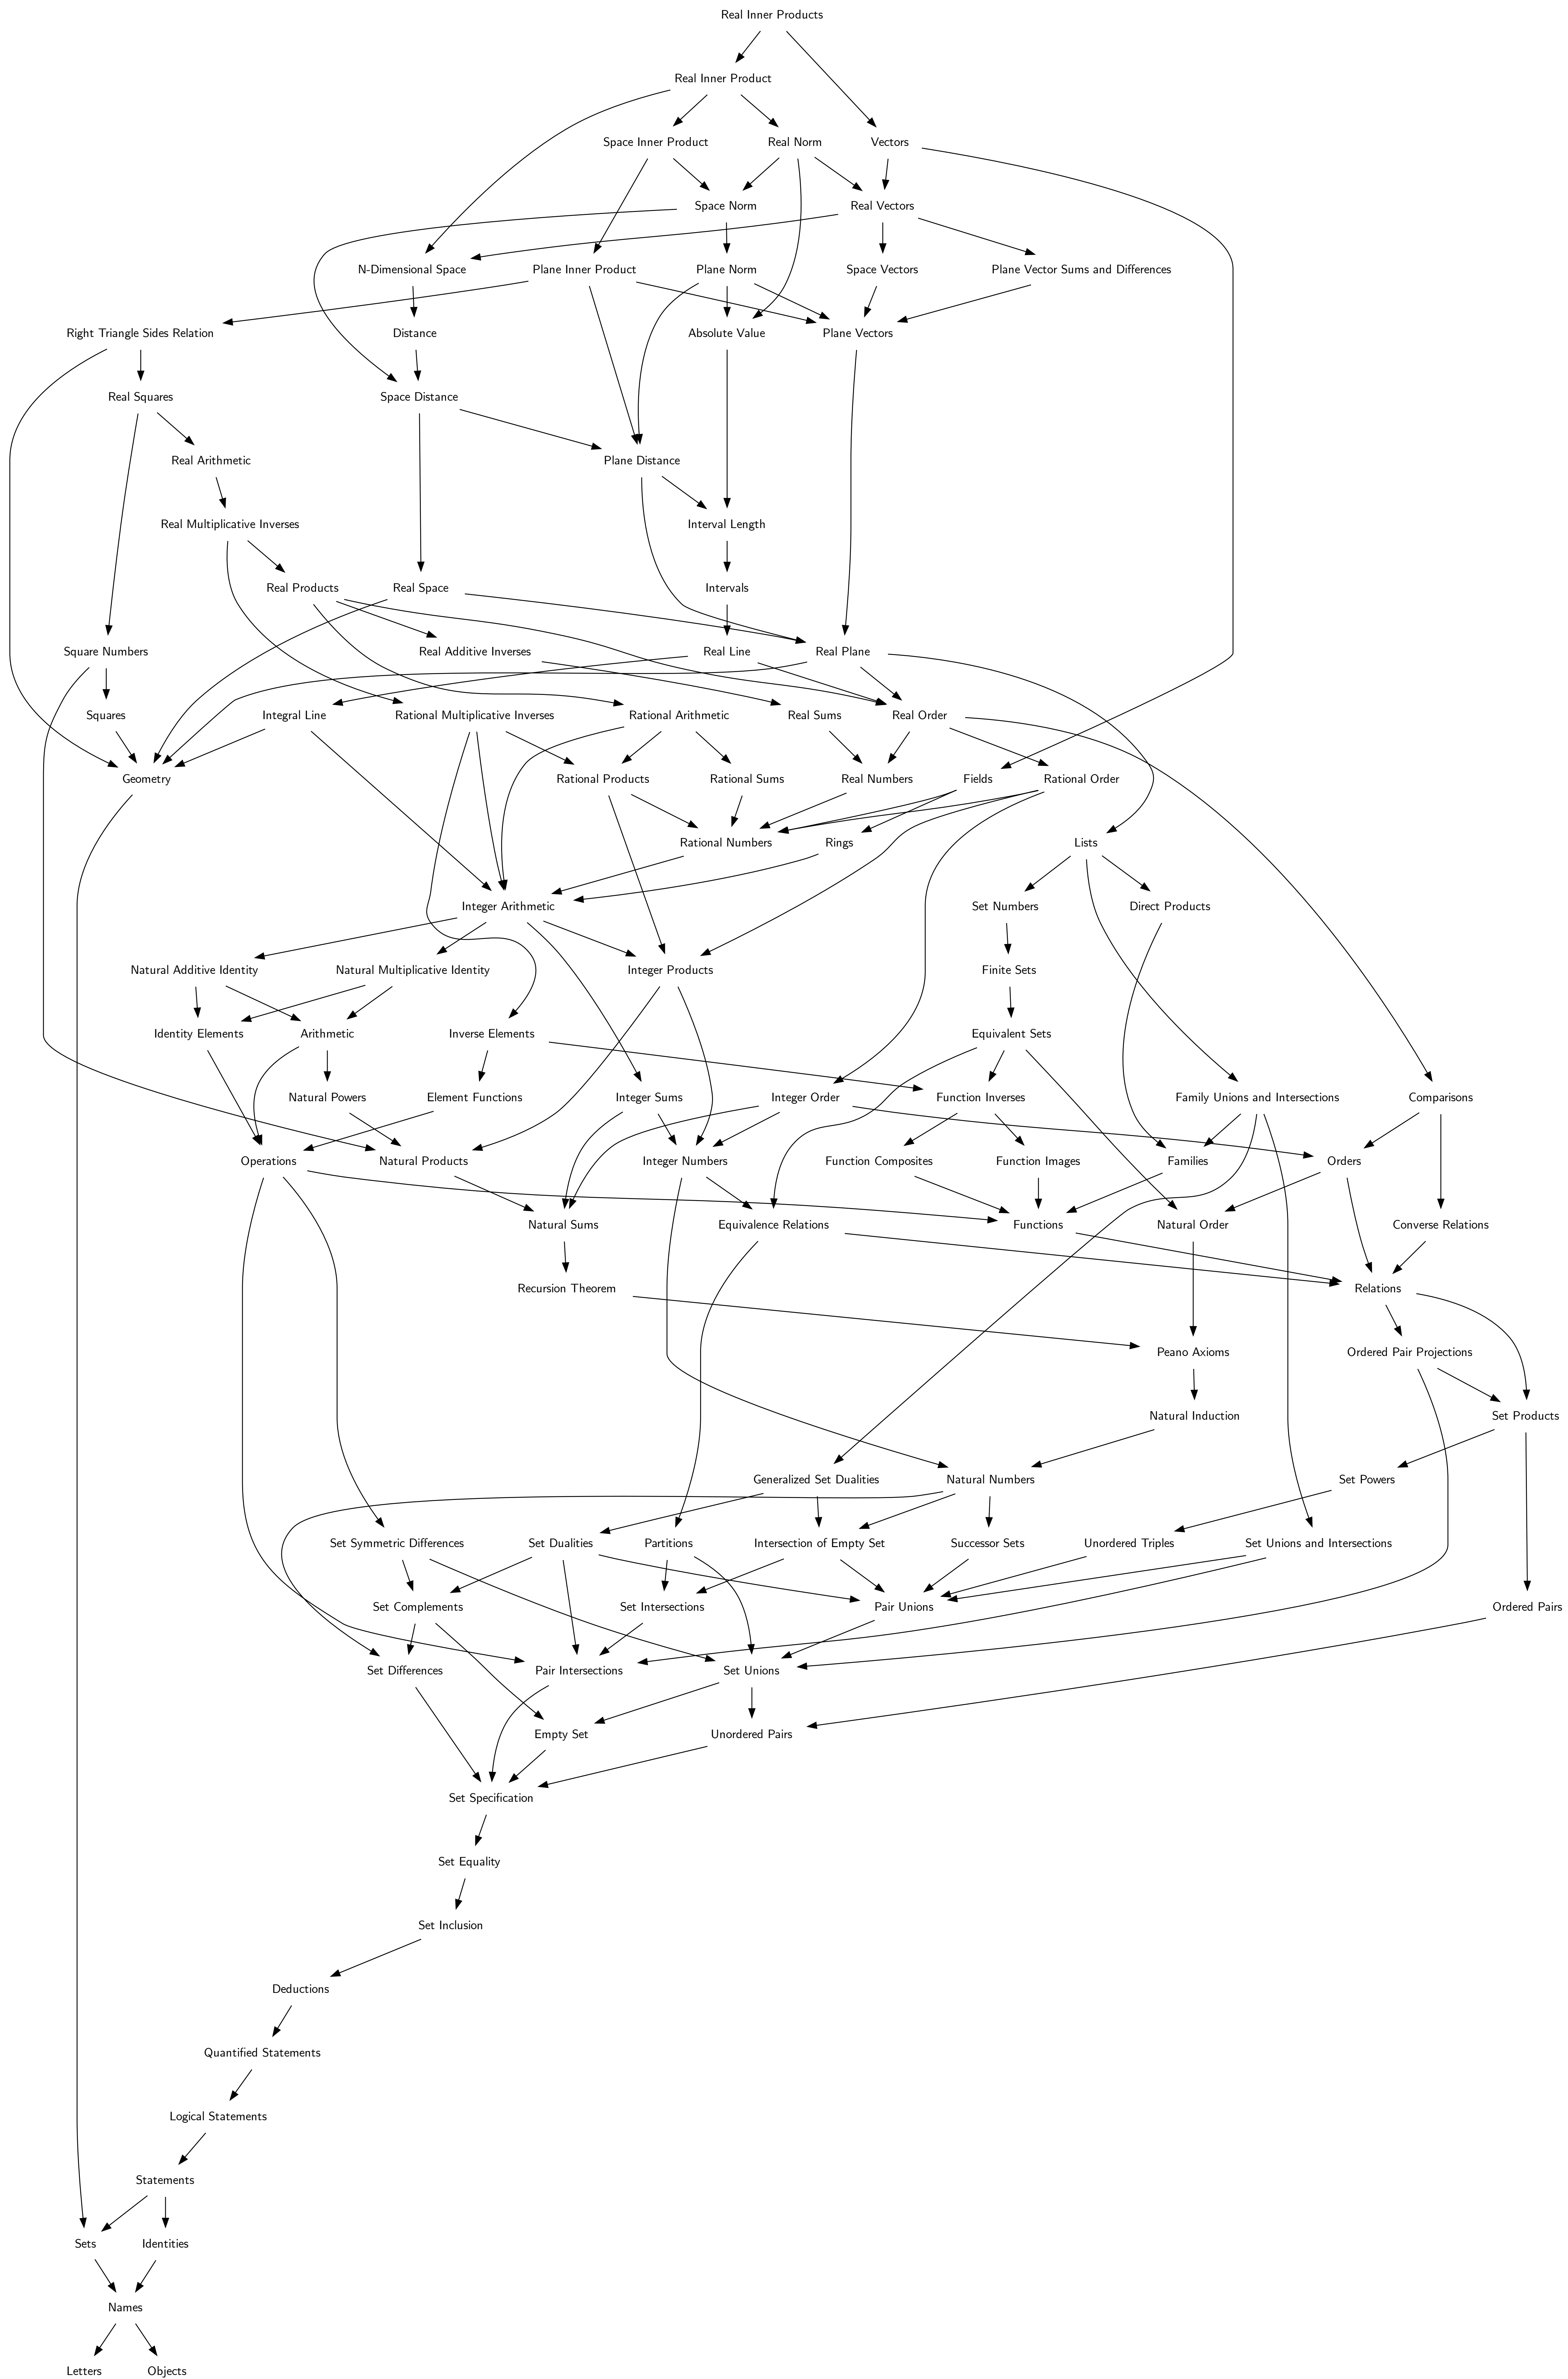 Real Inner Products
Real Inner Product
Space Inner Product
Real Norm
Vectors
Space Norm
Real Vectors
N-Dimensional Space
Plane Inner Product
Plane Norm
Space Vectors
Plane Vector Sums and Differences
Right Triangle Sides Relation
Distance
Absolute Value
Plane Vectors
Real Squares
Space Distance
Real Arithmetic
Plane Distance
Real Multiplicative Inverses
Interval Length
Real Products
Real Space
Intervals
Square Numbers
Real Additive Inverses
Real Line
Real Plane
Squares
Integral Line
Rational Multiplicative Inverses
Rational Arithmetic
Real Sums
Real Order
Geometry
Rational Products
Rational Sums
Real Numbers
Fields
Rational Order
Rational Numbers
Rings
Lists
Integer Arithmetic
Set Numbers
Direct Products
Natural Additive Identity
Natural Multiplicative Identity
Integer Products
Finite Sets
Identity Elements
Arithmetic
Inverse Elements
Equivalent Sets
Natural Powers
Element Functions
Integer Sums
Integer Order
Function Inverses
Family Unions and Intersections
Comparisons
Operations
Natural Products
Integer Numbers
Function Composites
Function Images
Families
Orders
Natural Sums
Equivalence Relations
Functions
Natural Order
Converse Relations
Recursion Theorem
Relations
Peano Axioms
Ordered Pair Projections
Natural Induction
Set Products
Generalized Set Dualities
Natural Numbers
Set Powers
Set Symmetric Differences
Set Dualities
Partitions
Intersection of Empty Set
Successor Sets
Unordered Triples
Set Unions and Intersections
Set Complements
Set Intersections
Pair Unions
Ordered Pairs
Set Differences
Pair Intersections
Set Unions
Empty Set
Unordered Pairs
Set Specification
Set Equality
Set Inclusion
Deductions
Quantified Statements
Logical Statements
Statements
Sets
Identities
Names
Letters
Objects